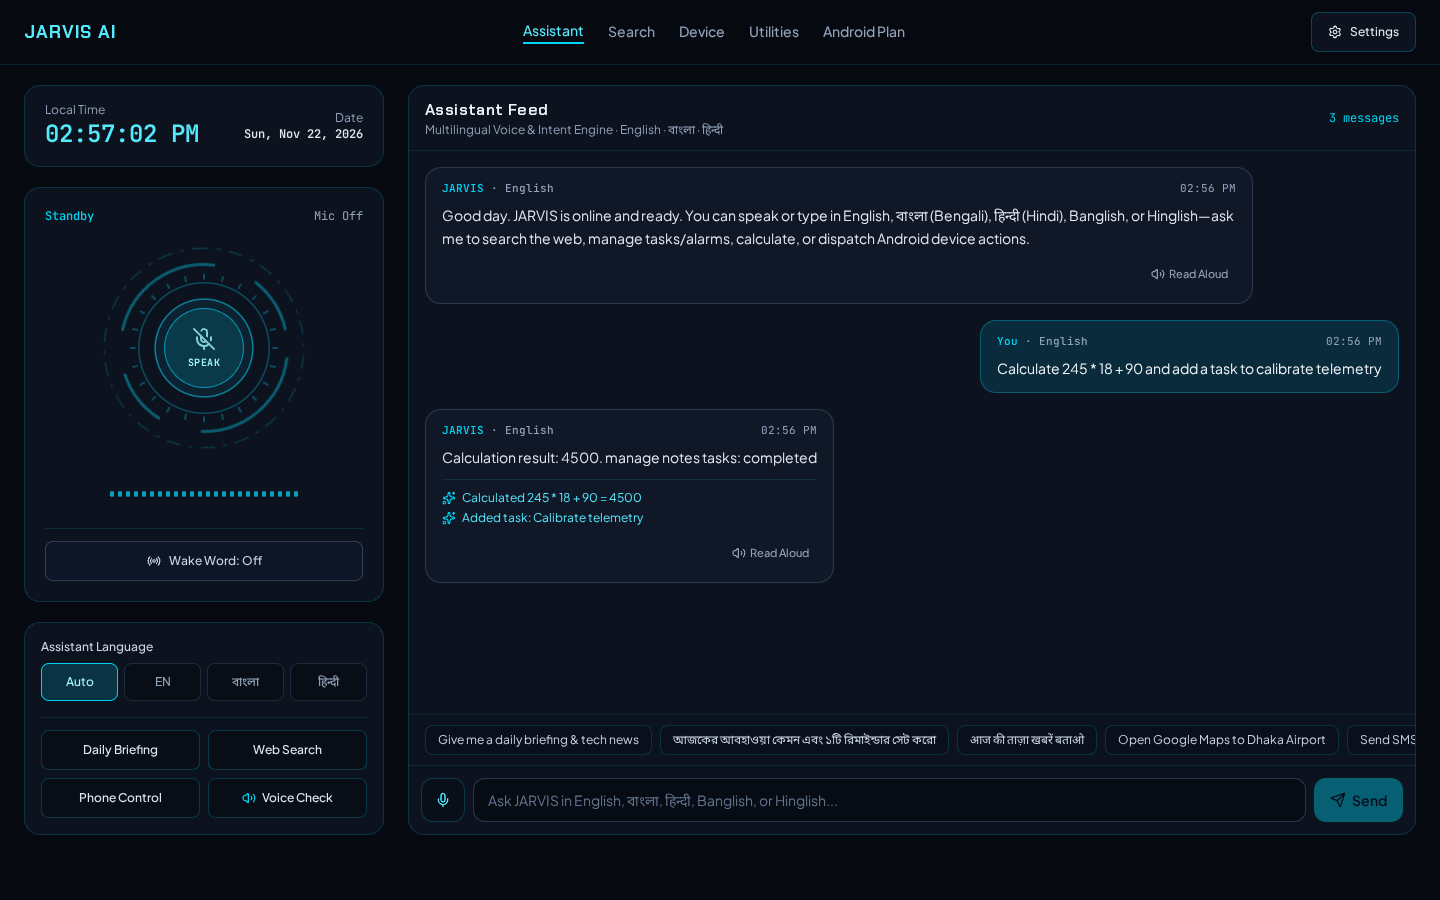 JARVIS AI
Assistant
Search
Device
Utilities
Android Plan
Settings
Local Time
02:57:02 PM
Date
Sun, Nov 22, 2026
Standby
Mic Off
SPEAK
Wake Word: Off
Assistant Language
Auto
EN
বাংলা
हिन्दी
Daily Briefing
Web Search
Phone Control
Voice Check
Assistant Feed
Multilingual Voice & Intent Engine · English · বাংলা · हिन्दी
3 messages
JARVIS · English
02:56 PM
Good day. JARVIS is online and ready. You can speak or type in English, বাংলা (Bengali), हिन्दी (Hindi), Banglish, or Hinglish—ask
me to search the web, manage tasks/alarms, calculate, or dispatch Android device actions.
Read Aloud
You · English
02:56 PM
Calculate 245 * 18 + 90 and add a task to calibrate telemetry
JARVIS · English
02:56 PM
Calculation result: 4500. manage notes tasks: completed
Calculated 245 * 18 + 90 = 4500
Added task: Calibrate telemetry
Read Aloud
Give me a daily briefing & tech news
আজকের আবহাওয়া কেমন এবং ১টি রিমাইন্ডার সেট করো
आज की ताज़ा खबरें बताओ
Open Google Maps to Dhaka Airport
Send SMS
Ask JARVIS in English, বাংলা, हिन्दी, Banglish, or Hinglish...
Send